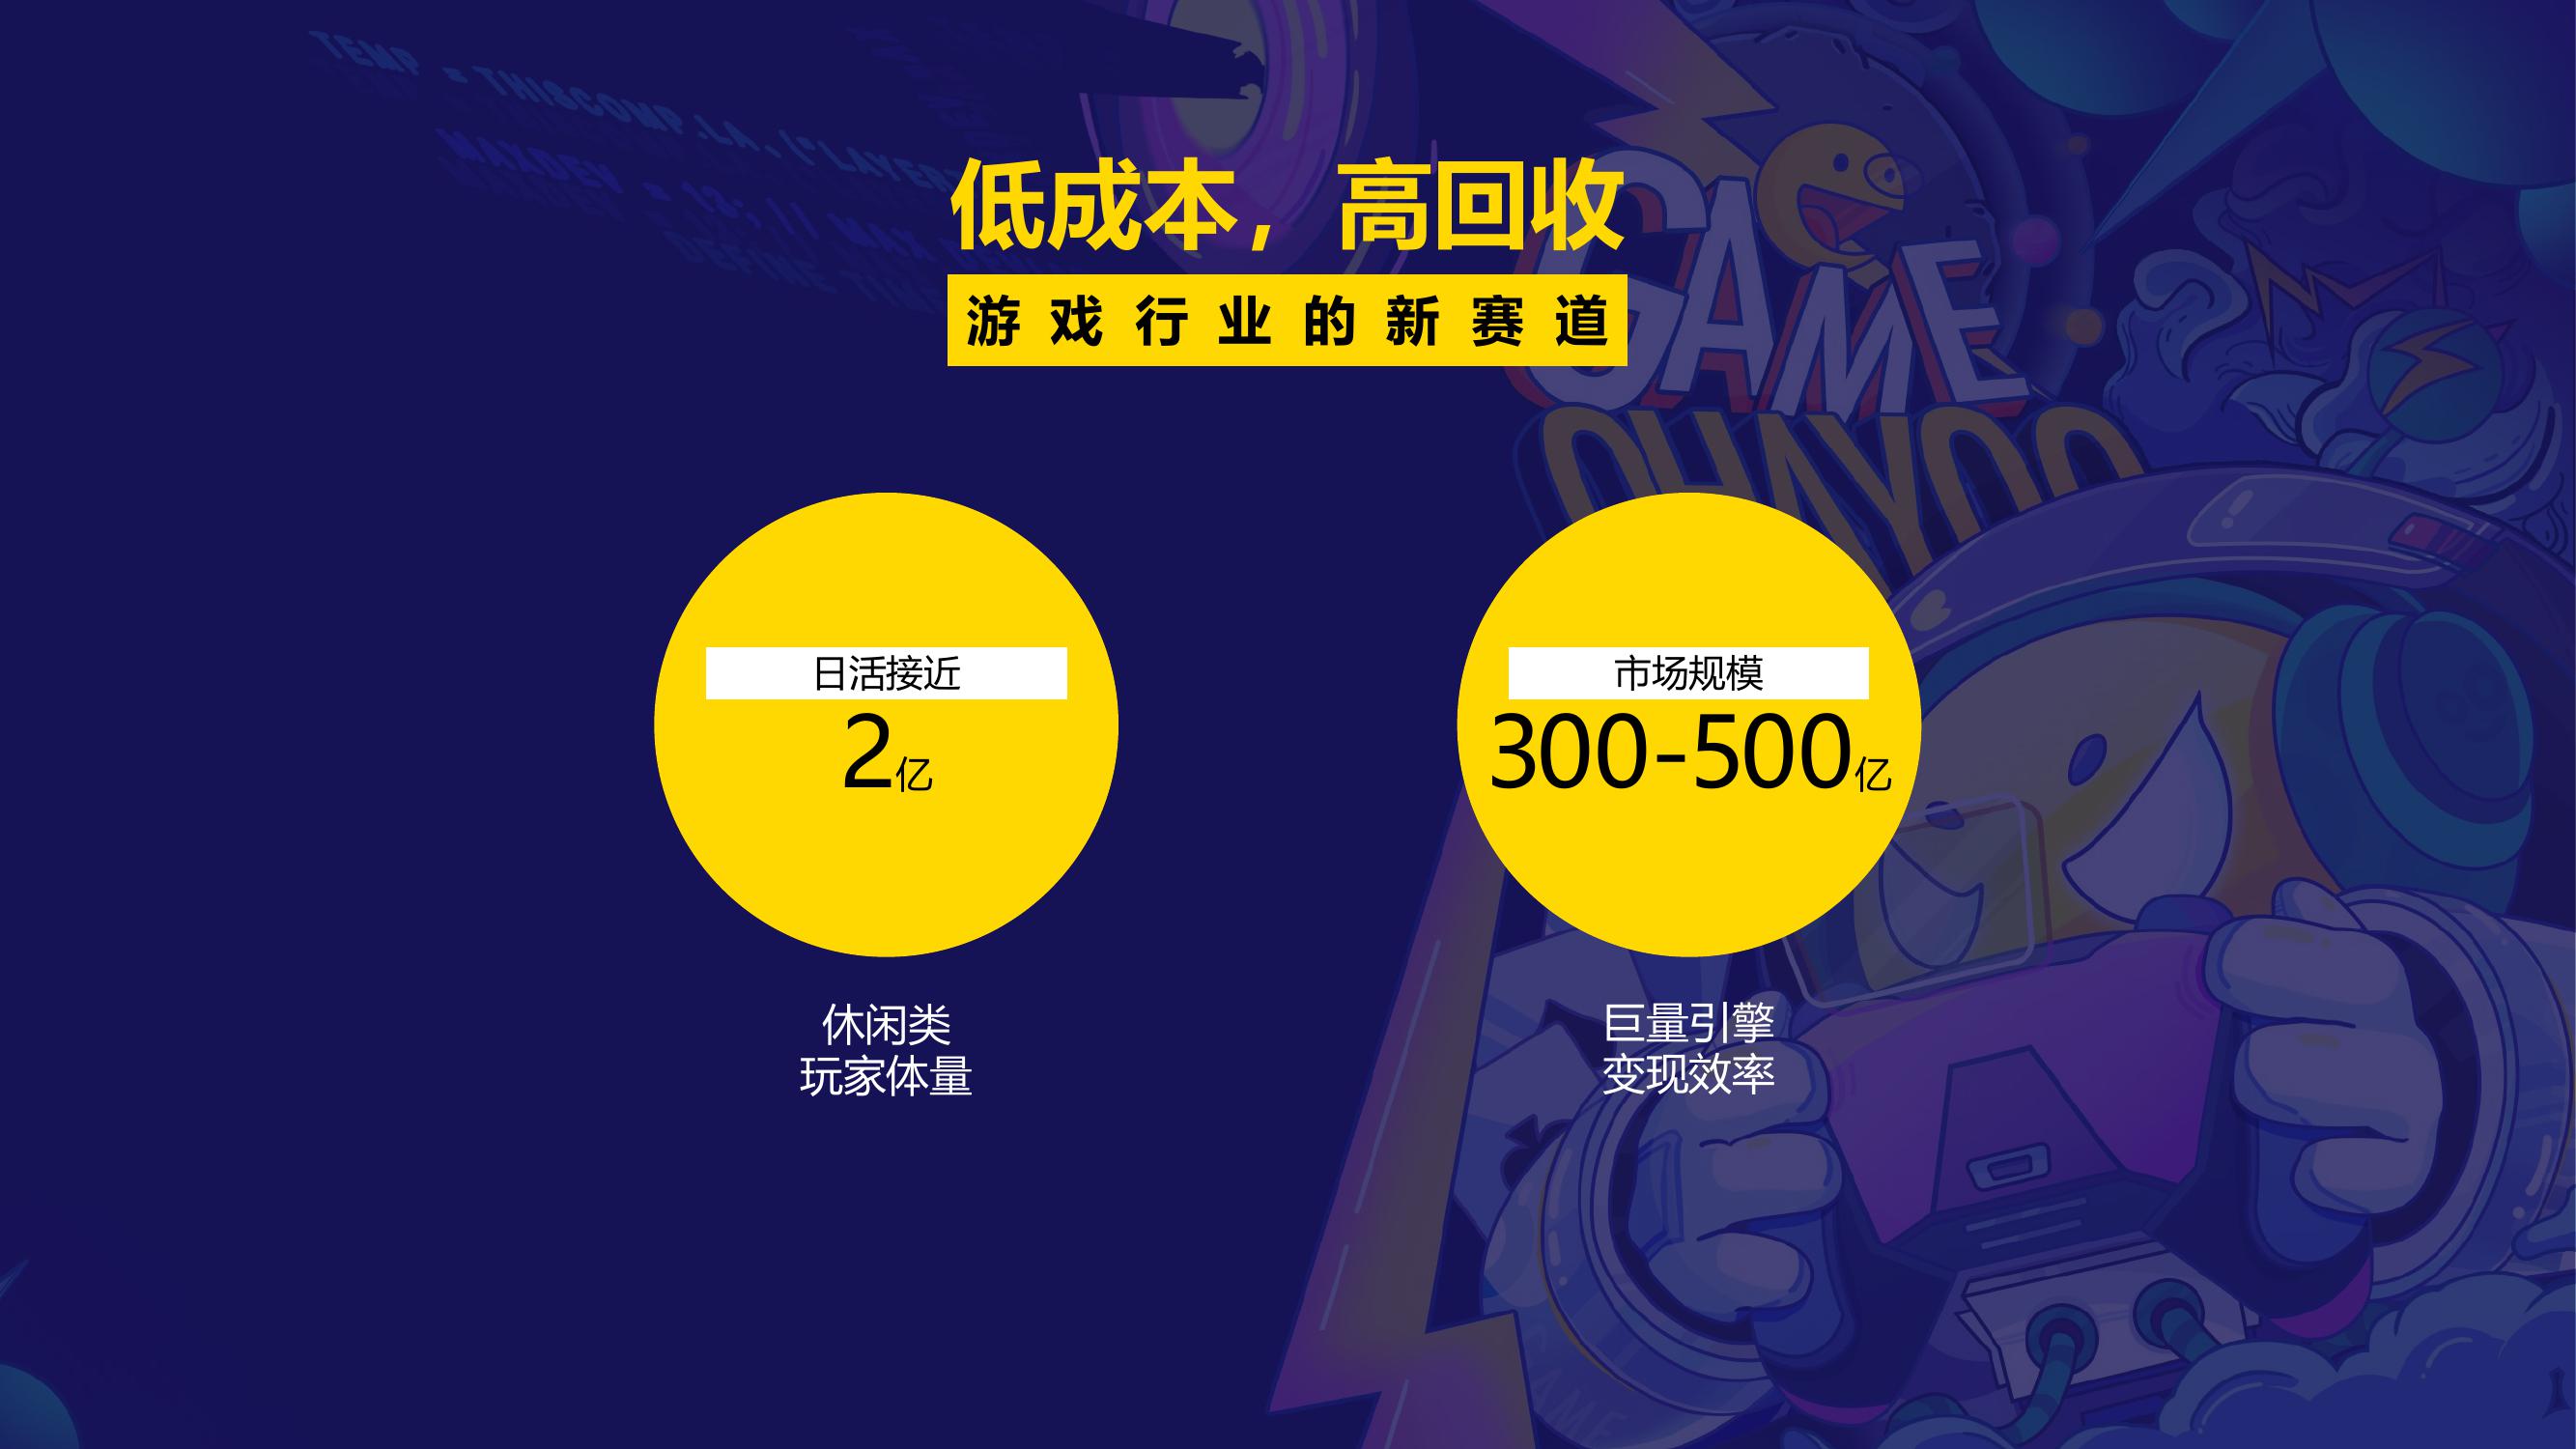 低成本，高回收
游戏行业的新赛道
GAME
OHAYOO
日活接近
2亿
市场规模
300-500亿
休闲类
玩家体量
巨量引擎
变现效率